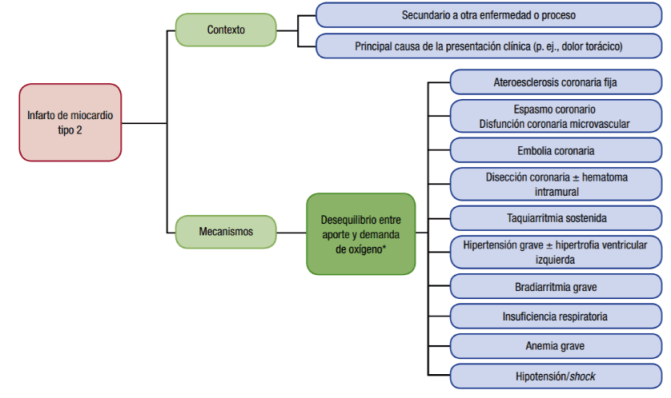 Infarto de miocardio
tipo 2
Contexto
Secundario a otra enfermedad o proceso
Principal causa de la presentación clínica (p. ej., dolor torácico)
Mecanismos
Desequilibrio entre
aporte y demanda
de oxígeno*
Ateroesclerosis coronaria fija
Espasmo coronario
Disfunción coronaria microvascular
Embolia coronaria
Disección coronaria ± hematoma
intramural
Taquiarritmia sostenida
Hipertensión grave ± hipertrofia ventricular
izquierda
Bradiarritmia grave
Insuficiencia respiratoria
Anemia grave
Hipotensión/shock